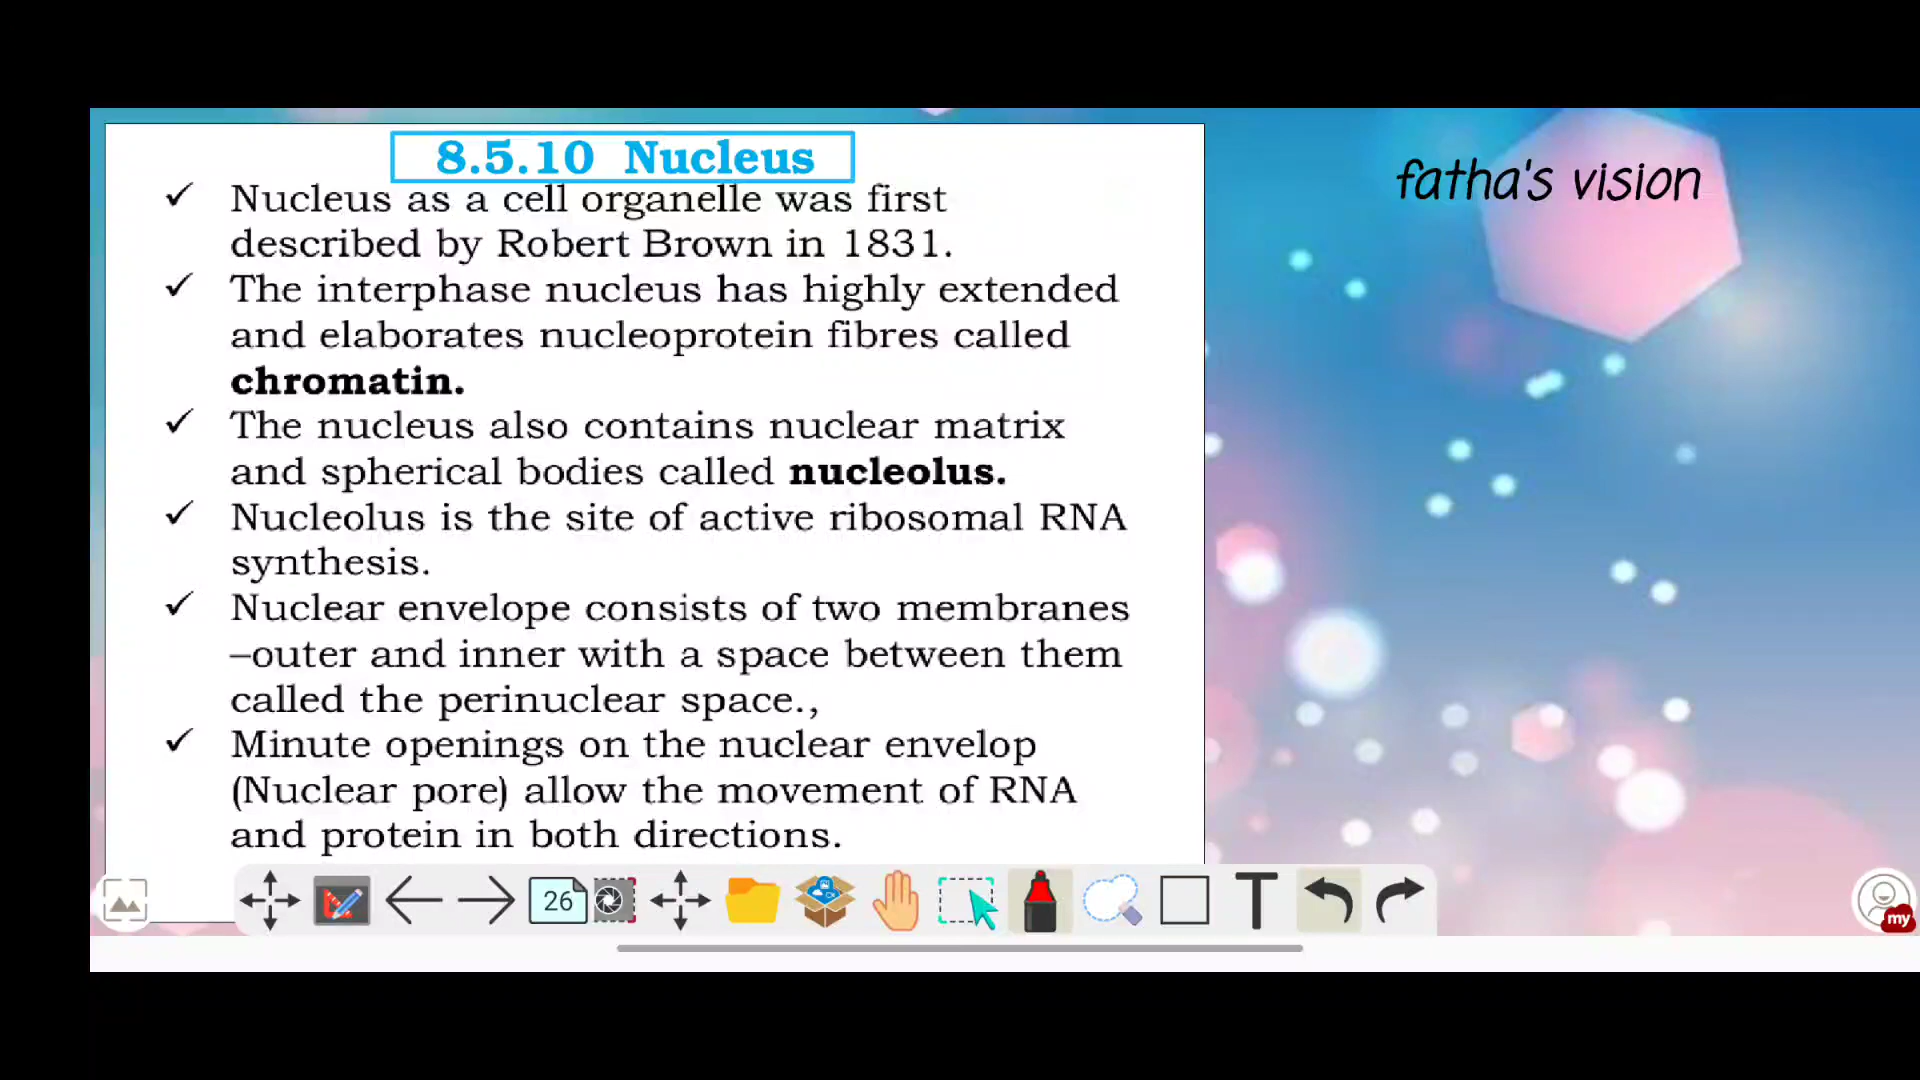 8.5.10 Nucleus
fatha's vision
✓ Nucleus as a cell organelle was first
described by Robert Brown in 1831.
✓ The interphase nucleus has highly extended
and elaborates nucleoprotein fibres called
chromatin.
✓ The nucleus also contains nuclear matrix
and spherical bodies called nucleolus.
✓ Nucleolus is the site of active ribosomal RNA
synthesis.
✓ Nuclear envelope consists of two membranes
–outer and inner with a space between them
called the perinuclear space.,
✓ Minute openings on the nuclear envelop
(Nuclear pore) allow the movement of RNA
and protein in both directions.
26
T
my